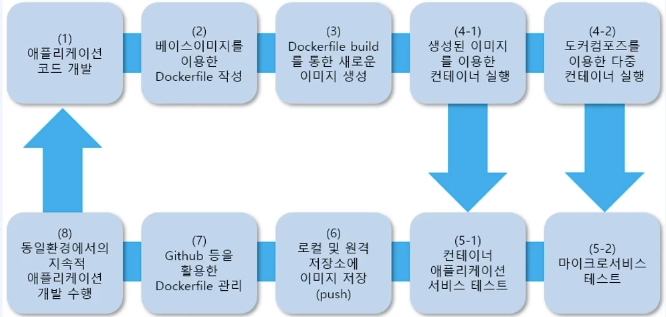 (1)
애플리케이션
코드 개발
(2)
베이스이미지를
이용한
Dockerfile 작성
(3)
Dockerfile build
를 통한 새로운
이미지 생성
(4-1)
생성된 이미지
를 이용한
컨테이너 실행
(4-2)
도커컴포즈를
이용한 다중
컨테이너 실행
(8)
동일환경에서의
지속적
애플리케이션
개발 수행
(7)
Github 등을
활용한
Dockerfile 관리
(6)
로컬 및 원격
저장소에
이미지 저장
(push)
(5-1)
컨테이너
애플리케이션
서비스 테스트
(5-2)
마이크로서비스
테스트